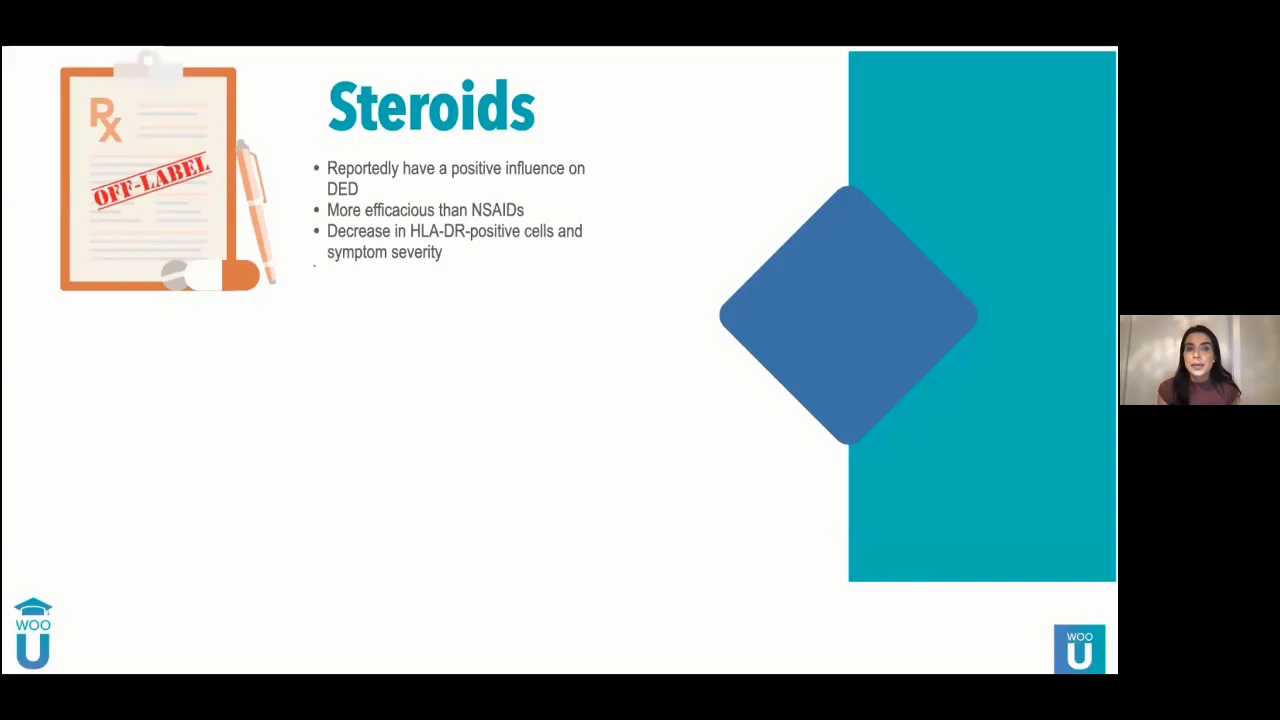 Rx
OFF-LABEL
Steroids
• Reportedly have a positive influence on
DED
• More efficacious than NSAIDs
• Decrease in HLA-DR-positive cells and
symptom severity
.
WOO
U
WOO
U